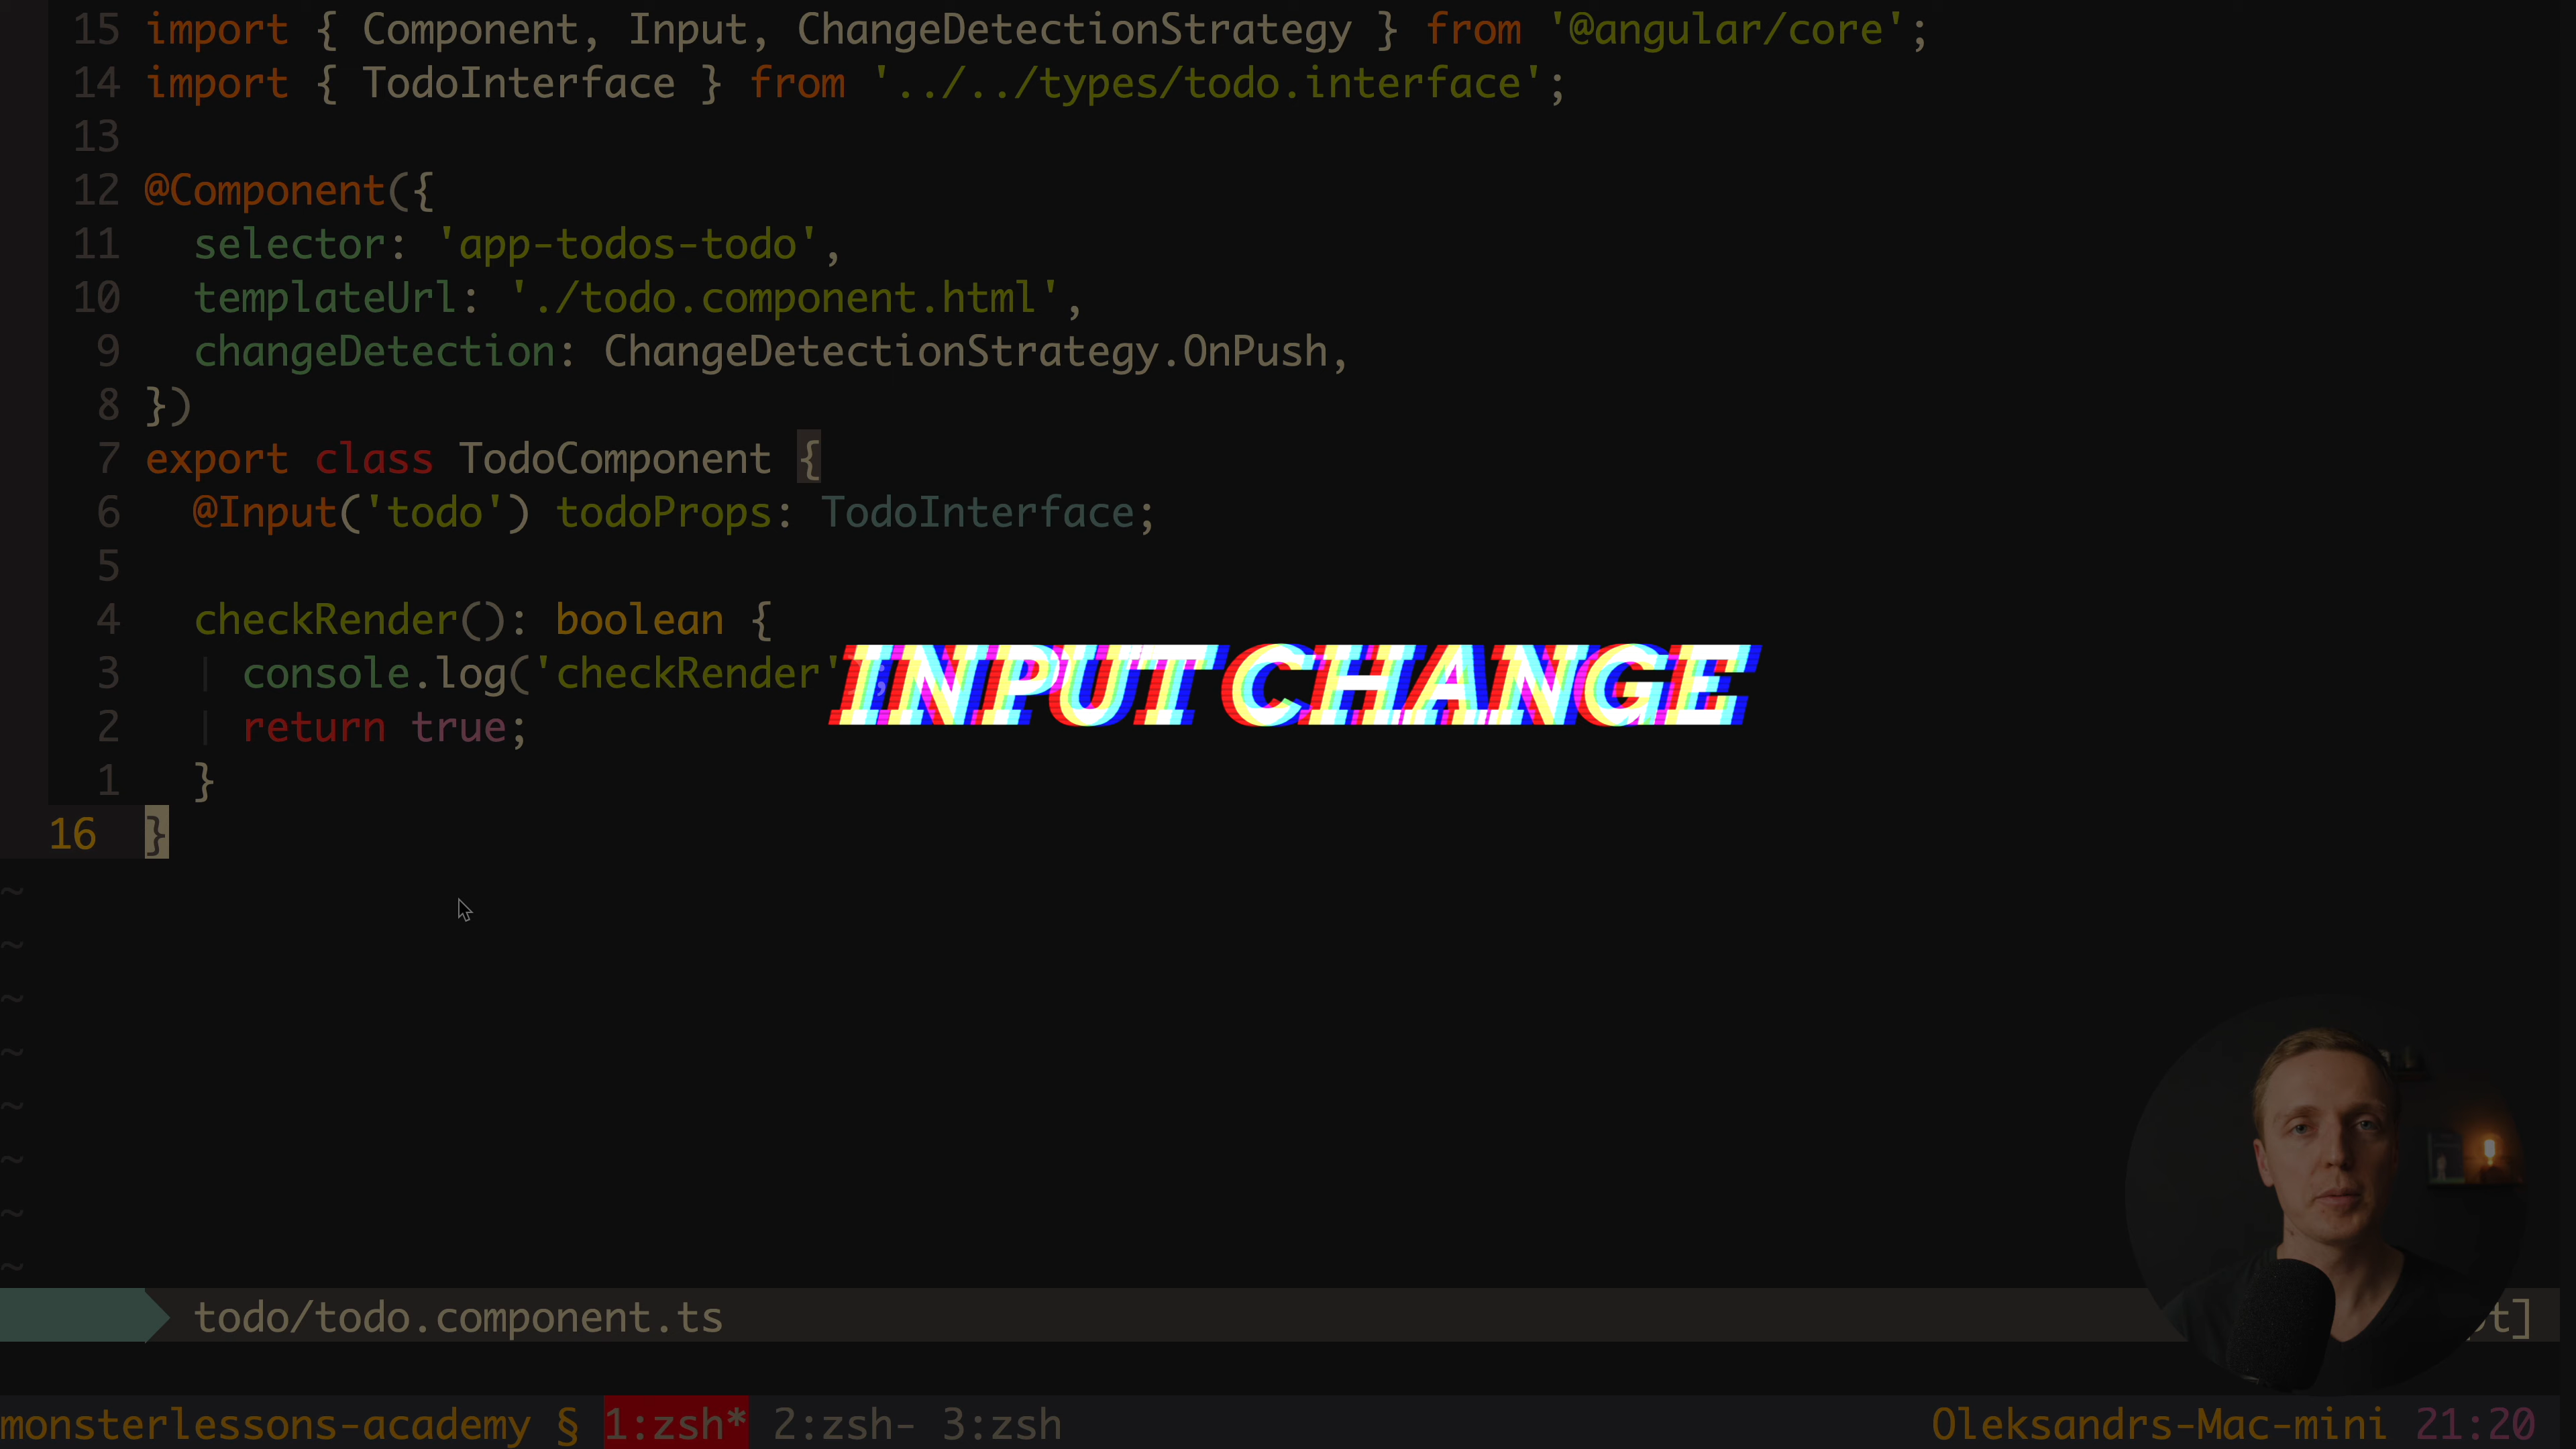 15 import { Component, Input, ChangeDetectionStrategy } from '@angular/core';
14 import { TodoInterface } from '../../types/todo.interface';
13
12 @Component({
11   selector: 'app-todos-todo',
10   templateUrl: './todo.component.html',
9   changeDetection: ChangeDetectionStrategy.OnPush,
8 })
7 export class TodoComponent {
6   @Input('todo') todoProps: TodoInterface;
5
4   checkRender(): boolean {
3     console.log('checkRender';
INPUT CHANGE
2     return true;
1   }
16 }
~
~
~
~
~
~
~
~
todo/todo.component.ts t]
monsterlessons-academy § 1:zsh* 2:zsh- 3:zsh Oleksandrs-Mac-mini 21:20